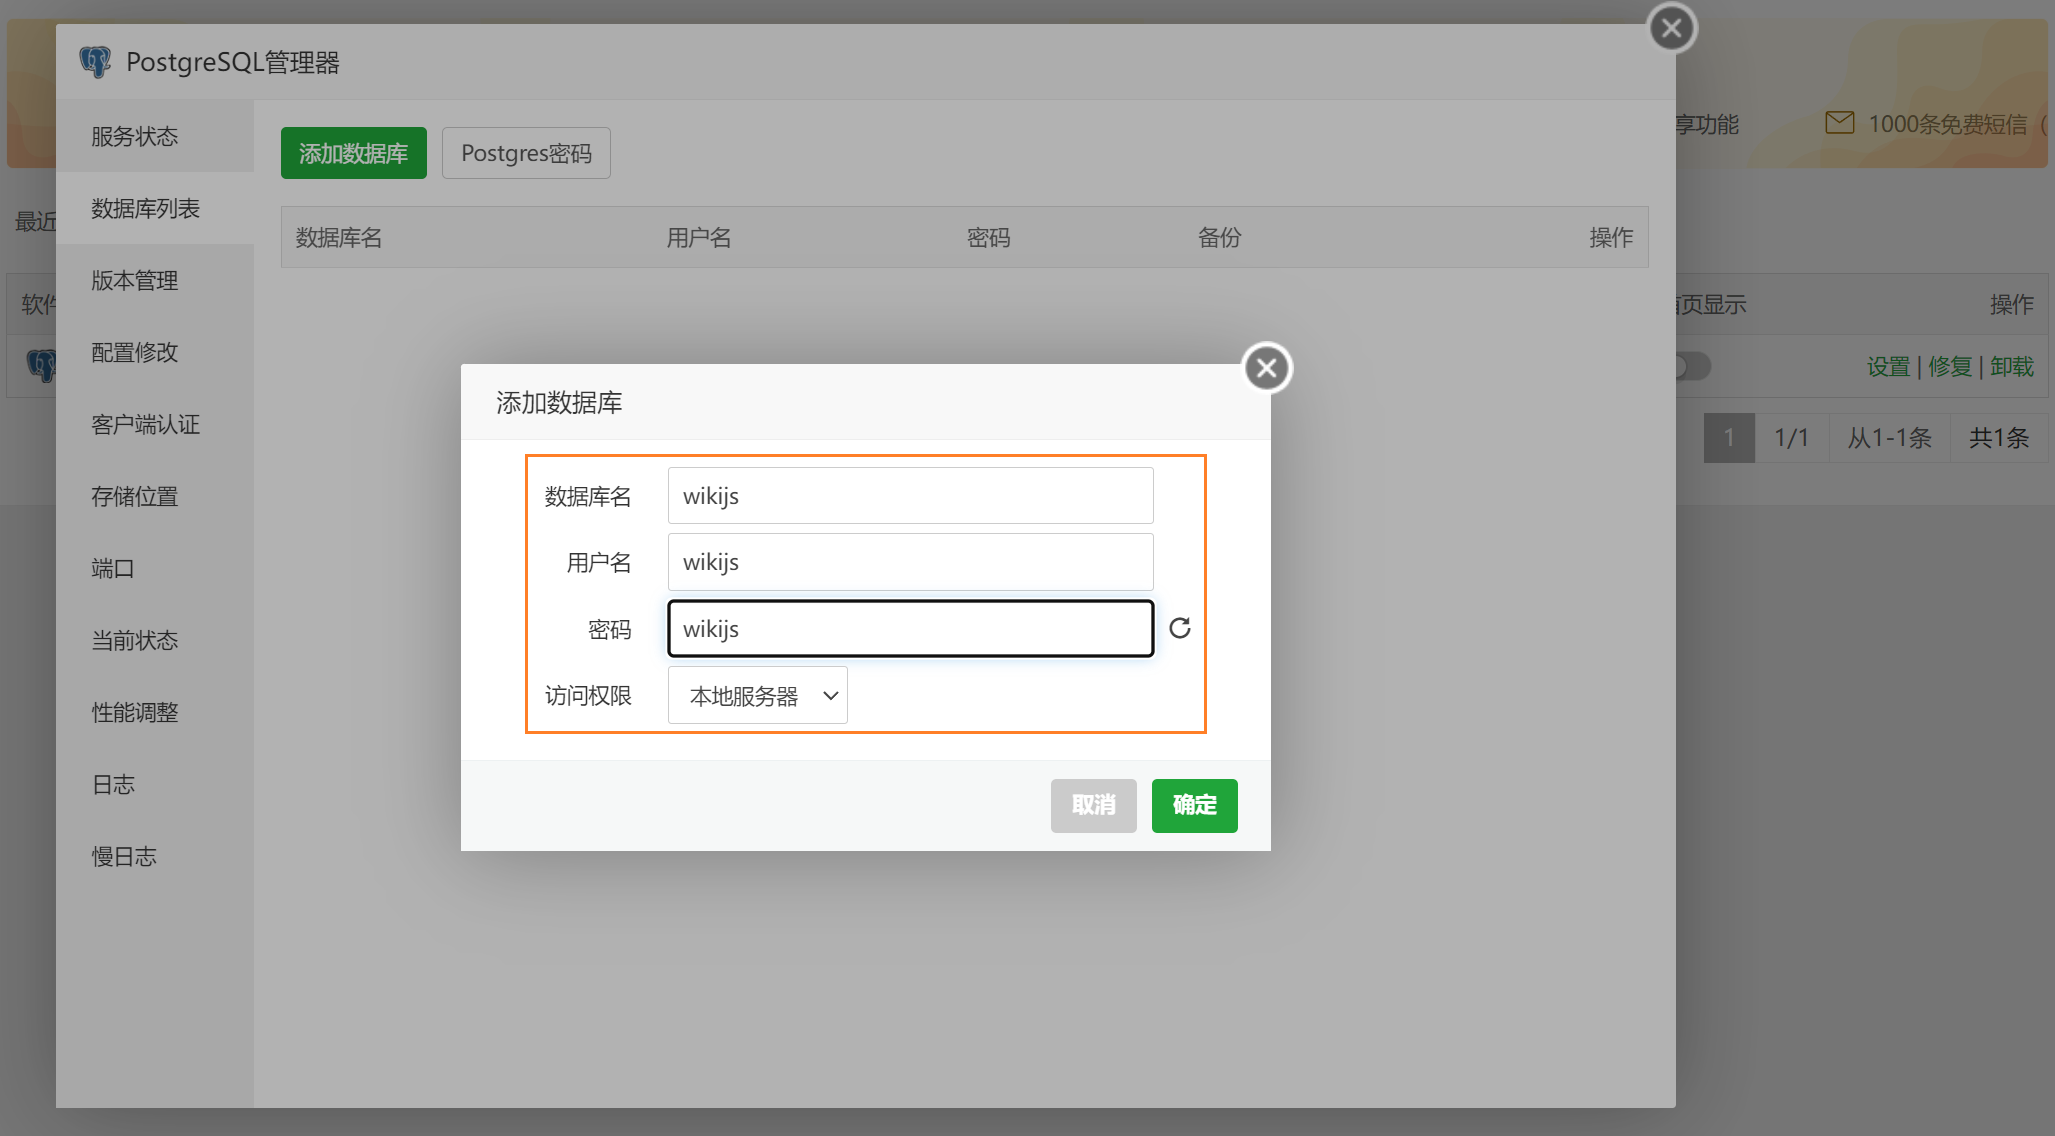 PostgreSQL管理器
享功能
1000条免费短信
服务状态
添加数据库
Postgres密码
数据库列表
最近
数据库名
用户名
密码
备份
操作
版本管理
软件
页显示
操作
配置修改
设置 | 修复 | 卸载
添加数据库
客户端认证
1
1/1
从1-1条
共1条
存储位置
数据库名
wikijs
用户名
wikijs
端口
密码
wikijs
当前状态
访问权限
本地服务器
性能调整
日志
取消
确定
慢日志